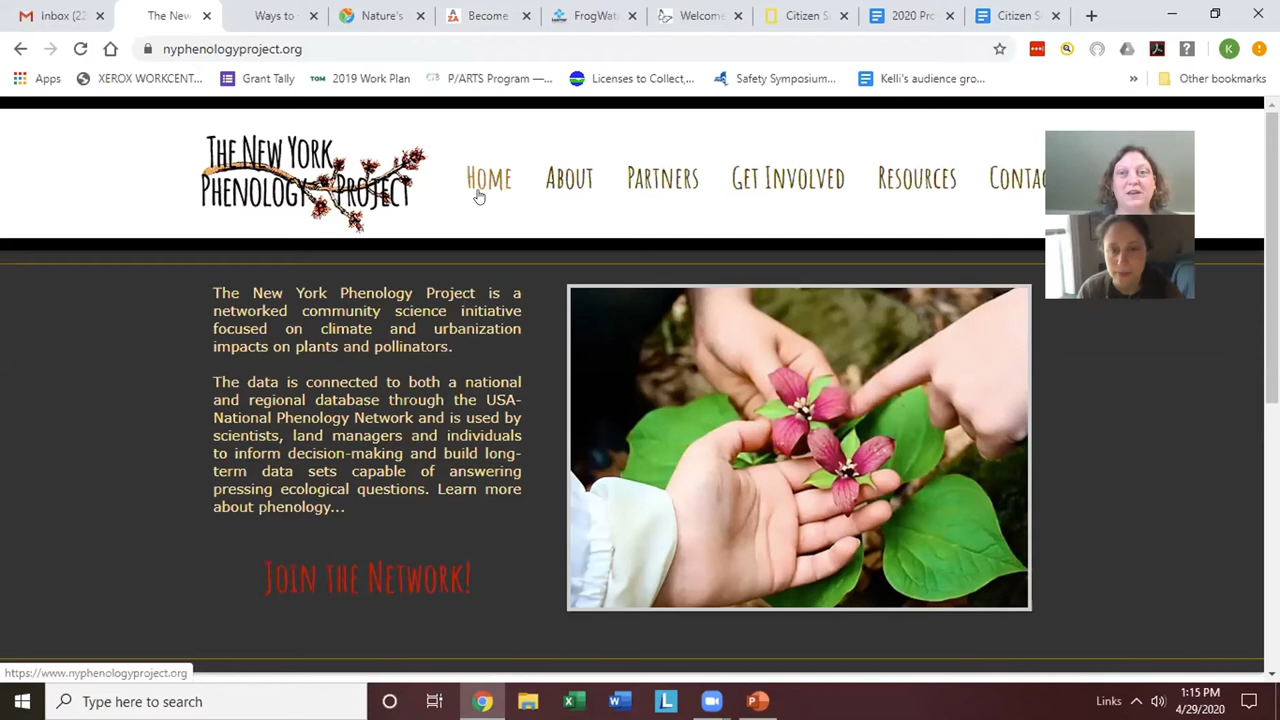 Inbox (22
The New
Ways to
Nature's
Become
FrogWat
Welcome
Citizen S
2020 Pro
Citizen Sc
nyphenologyproject.org
K
Apps
XEROX WORKCENT...
Grant Tally
TOM 2019 Work Plan
P/ARTS Program —...
Licenses to Collect,...
Safety Symposium...
Kelli's audience gro...
»
Other bookmarks
The New York
Phenology Project
Home
About
Partners
Get Involved
Resources
Contac
The New York Phenology Project is a
networked community science initiative
focused on climate and urbanization
impacts on plants and pollinators.
The data is connected to both a national
and regional database through the USA-
National Phenology Network and is used by
scientists, land managers and individuals
to inform decision-making and build long-
term data sets capable of answering
pressing ecological questions. Learn more
about phenology...
Join the Network!
https://www.nyphenologyproject.org
Type here to search
Links
1:15 PM
4/29/2020